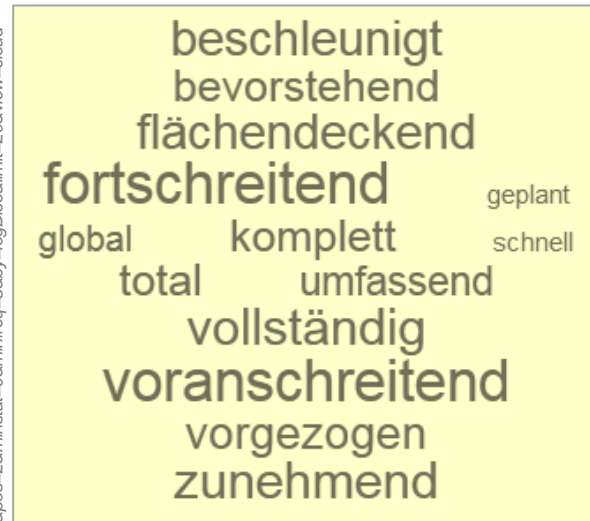 beschleunigt
bevorstehend
flächendeckend
fortschreitend geplant
global komplett schnell
total umfassend
vollständig
voranschreitend
vorgezogen
zunehmend